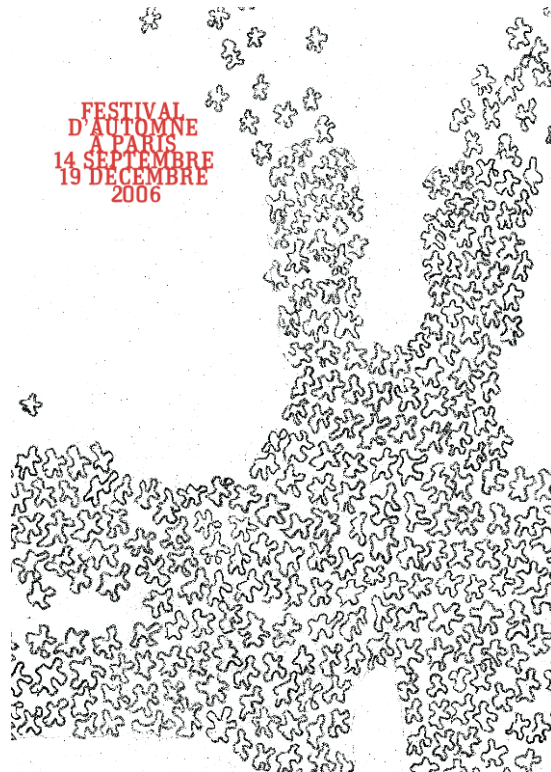 FESTIVAL
D'AUTOMNE
À PARIS
14 SEPTEMBRE
19 DÉCEMBRE
2006